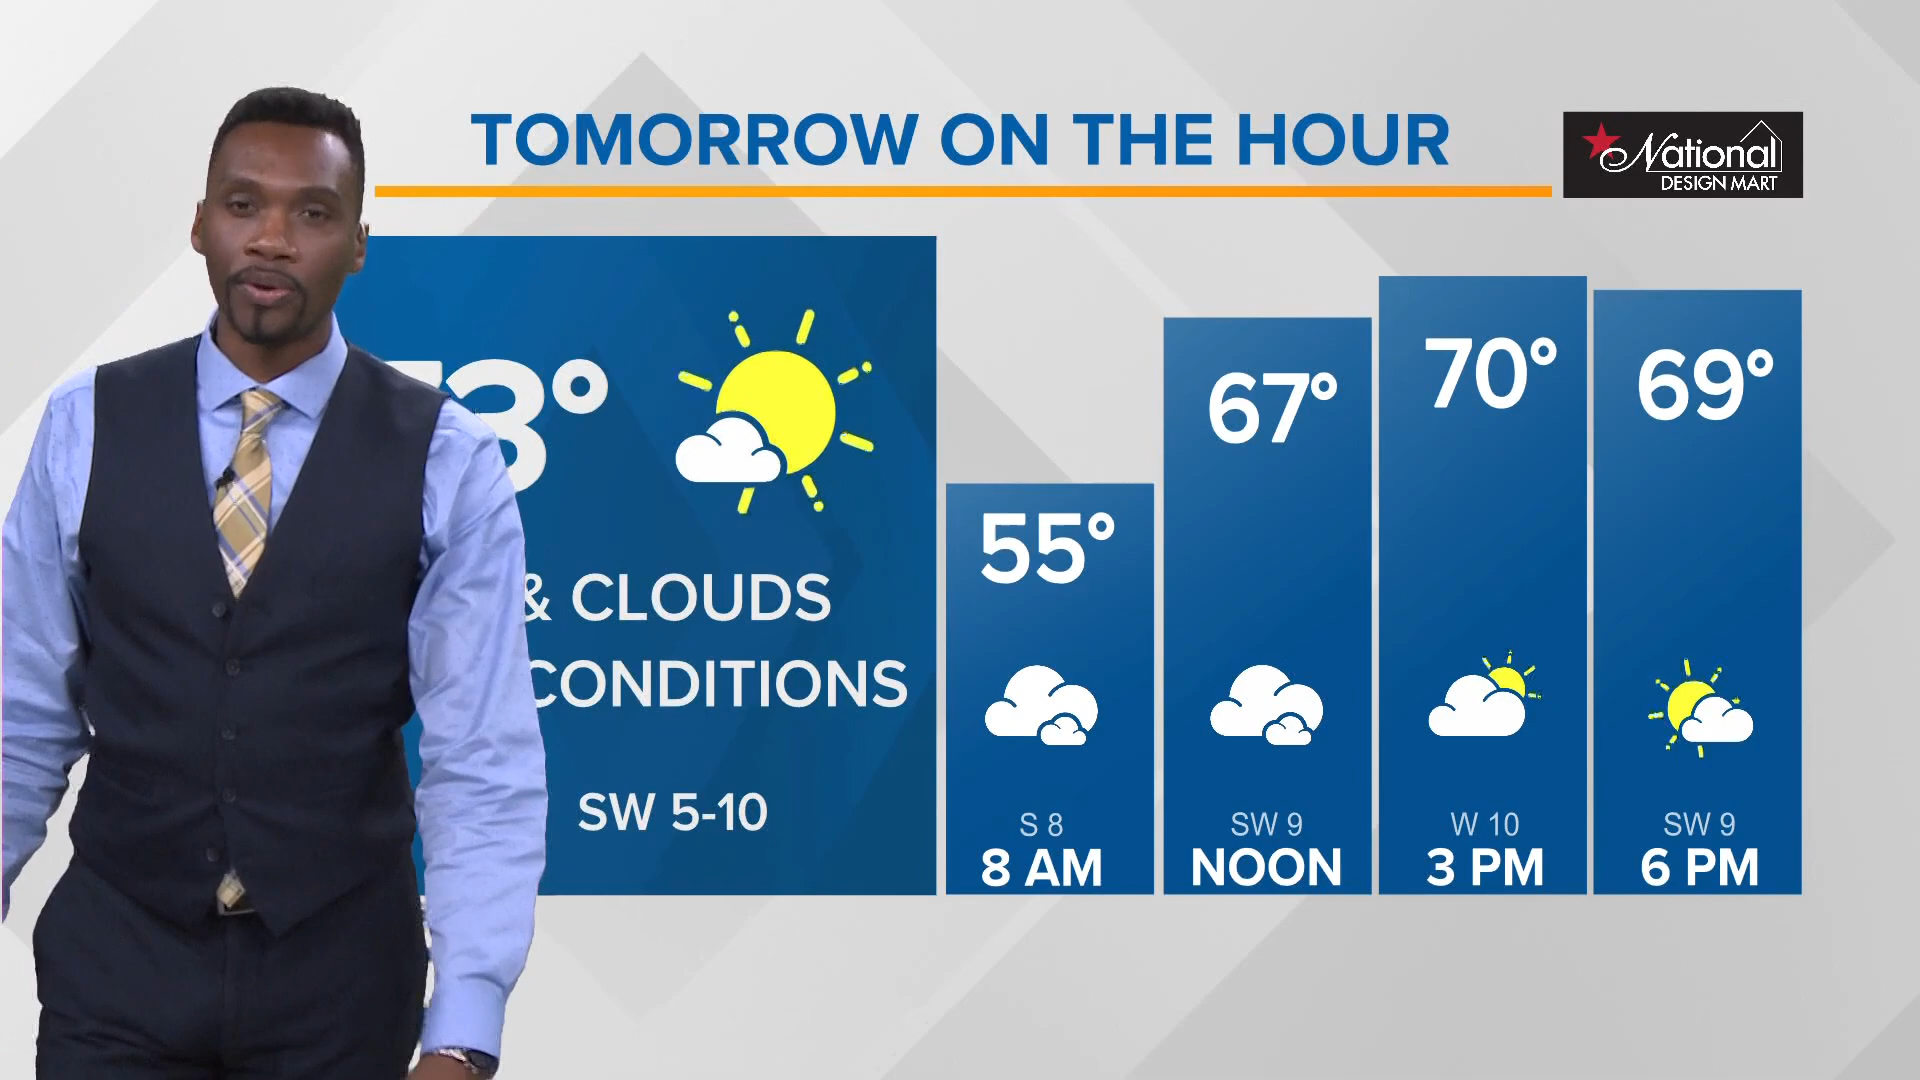 TOMORROW ON THE HOUR
National
DESIGN MART
3°
& CLOUDS
CONDITIONS
SW 5-10
55°
S 8
8 AM
67°
SW 9
NOON
70°
W 10
3 PM
69°
SW 9
6 PM